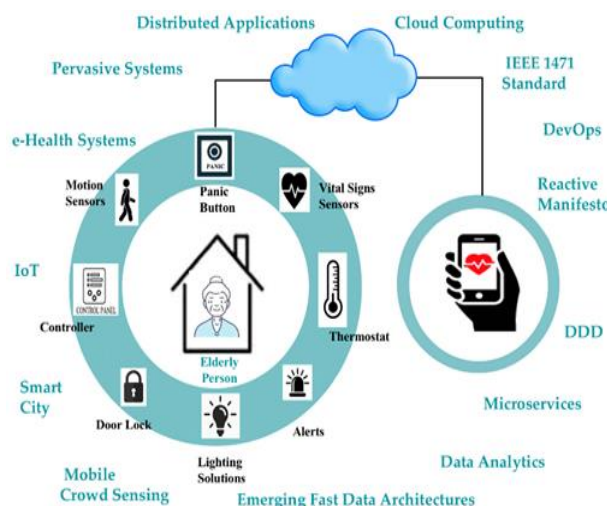 Distributed Applications
Cloud Computing
Pervasive Systems
IEEE 1471
Standard
DevOps
e-Health Systems
PANIC
Motion
Sensors
Panic
Button
Vital Signs
Sensors
Reactive
Manifesto
IoT
CONTROL PANEL
Controller
Thermostat
Elderly
Person
DDD
Smart
City
Door Lock
Alerts
Microservices
Lighting
Solutions
Data Analytics
Mobile
Crowd Sensing
Emerging Fast Data Architectures